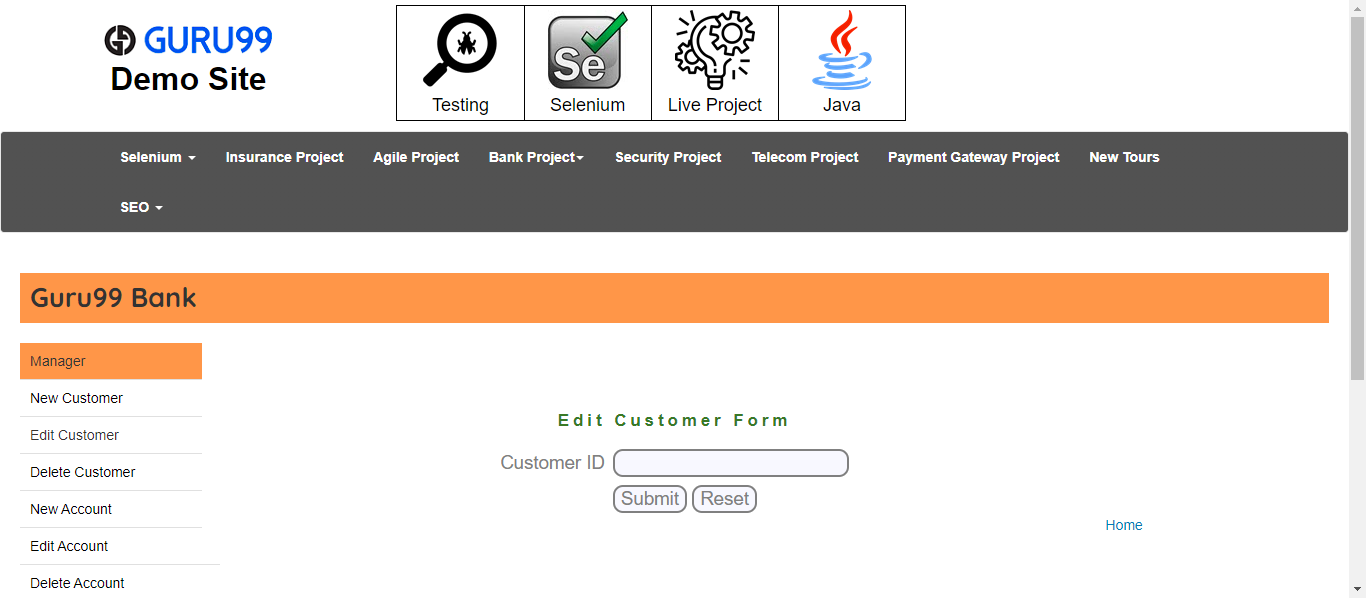 GURU99
Demo Site
Se
Testing Selenium Live Project Java
Selenium Insurance Project Agile Project Bank Project Security Project Telecom Project Payment Gateway Project New Tours
SEO
Guru99 Bank
Manager
New Customer
Edit Customer
Delete Customer
New Account
Edit Account
Delete Account
Edit Customer Form
Customer ID
Submit Reset
Home